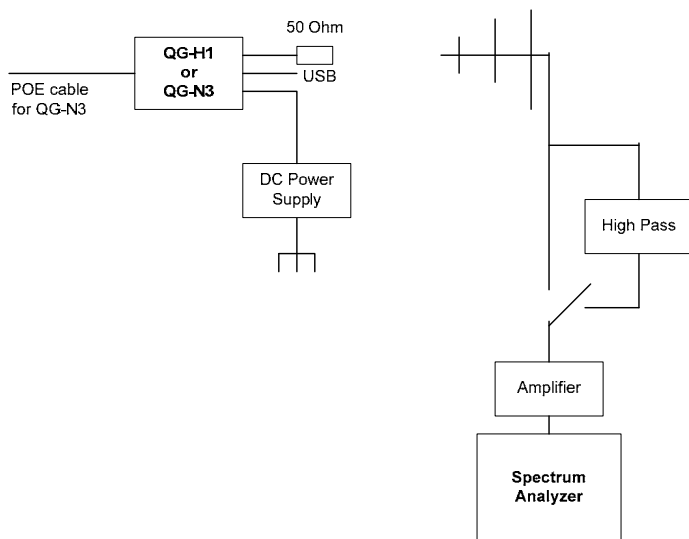 50 Ohm
QG-H1
or
QG-N3
USB
POE cable
for QG-N3
DC Power
Supply
High Pass
Amplifier
Spectrum
Analyzer